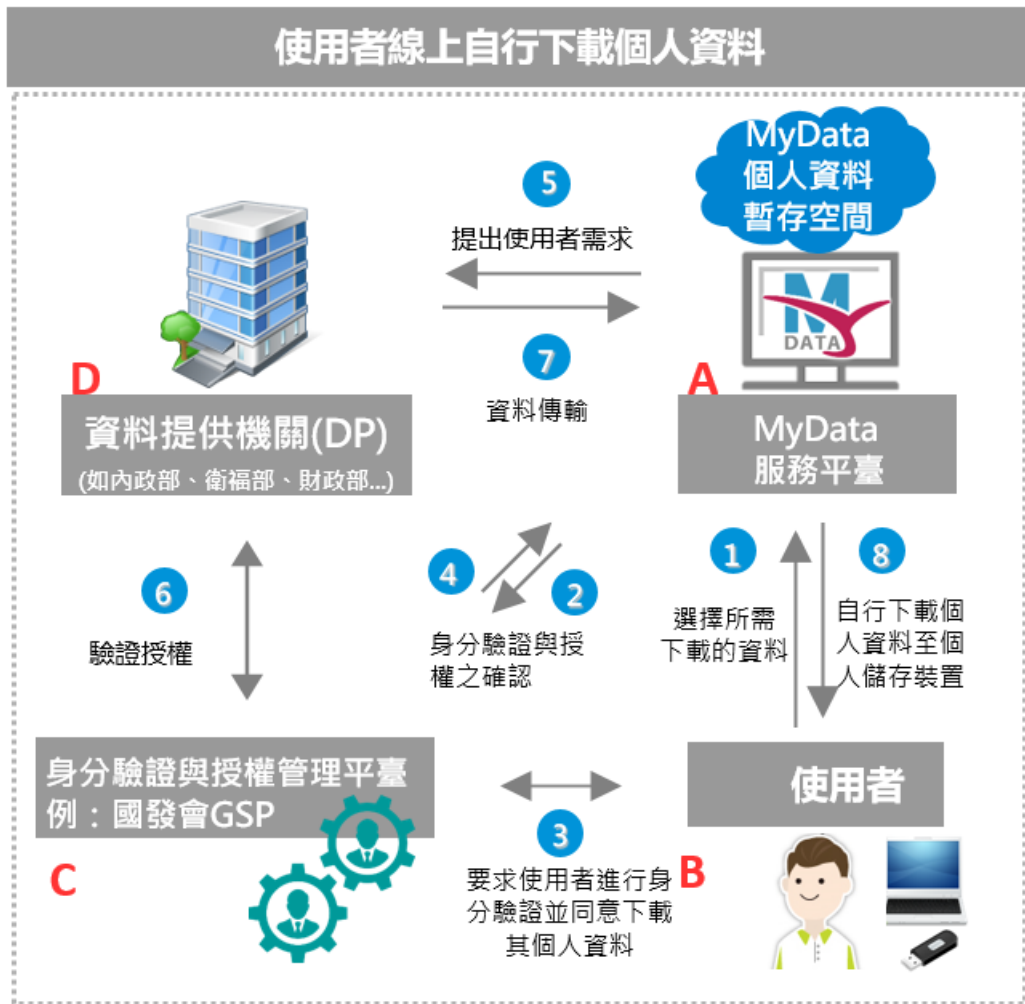 使用者線上自行下載個人資料
MyData
個人資料
暫存空間
5
提出使用者需求
M
DATA
7
資料傳輸
D
資料提供機關(DP)
(如內政部、衛福部、財政部...)
A
MyData
服務平臺
6
驗證授權
4
2
身分驗證與授
權之確認
1
選擇所需
下載的資料
8
自行下載個
人資料至個
人儲存裝置
身分驗證與授權管理平臺
例：國發會GSP
C
3
要求使用者進行身
分驗證並同意下載
其個人資料
使用者
B